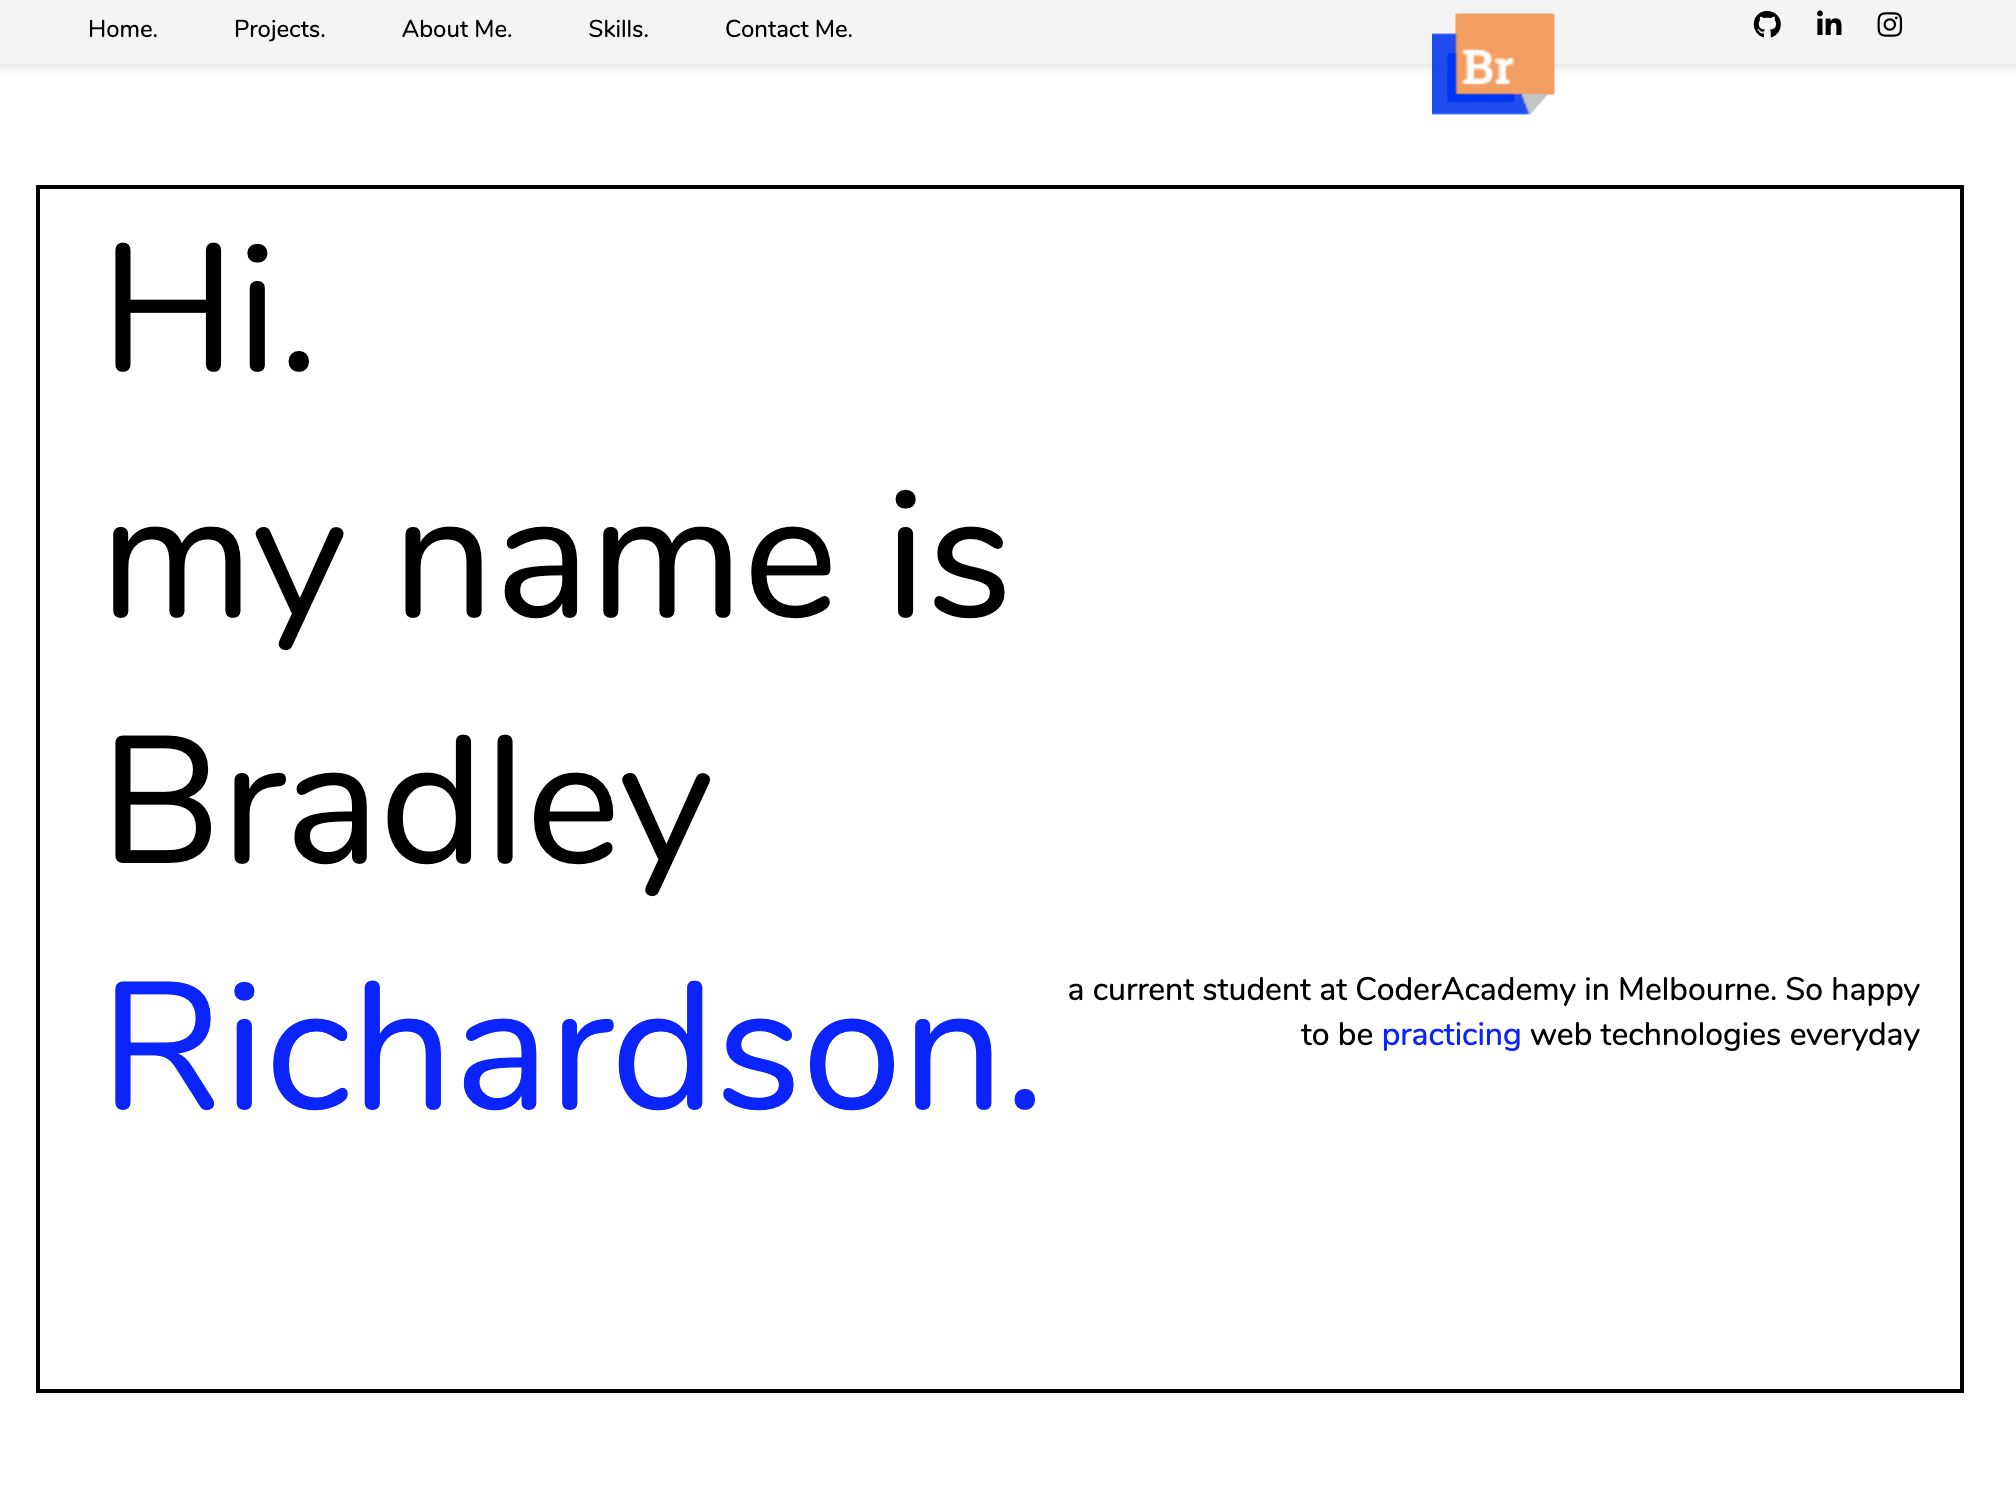 Home. Projects. About Me. Skills. Contact Me.
Br
in
Hi.
my name is
Bradley
Richardson.
a current student at CoderAcademy in Melbourne. So happy
to be practicing web technologies everyday